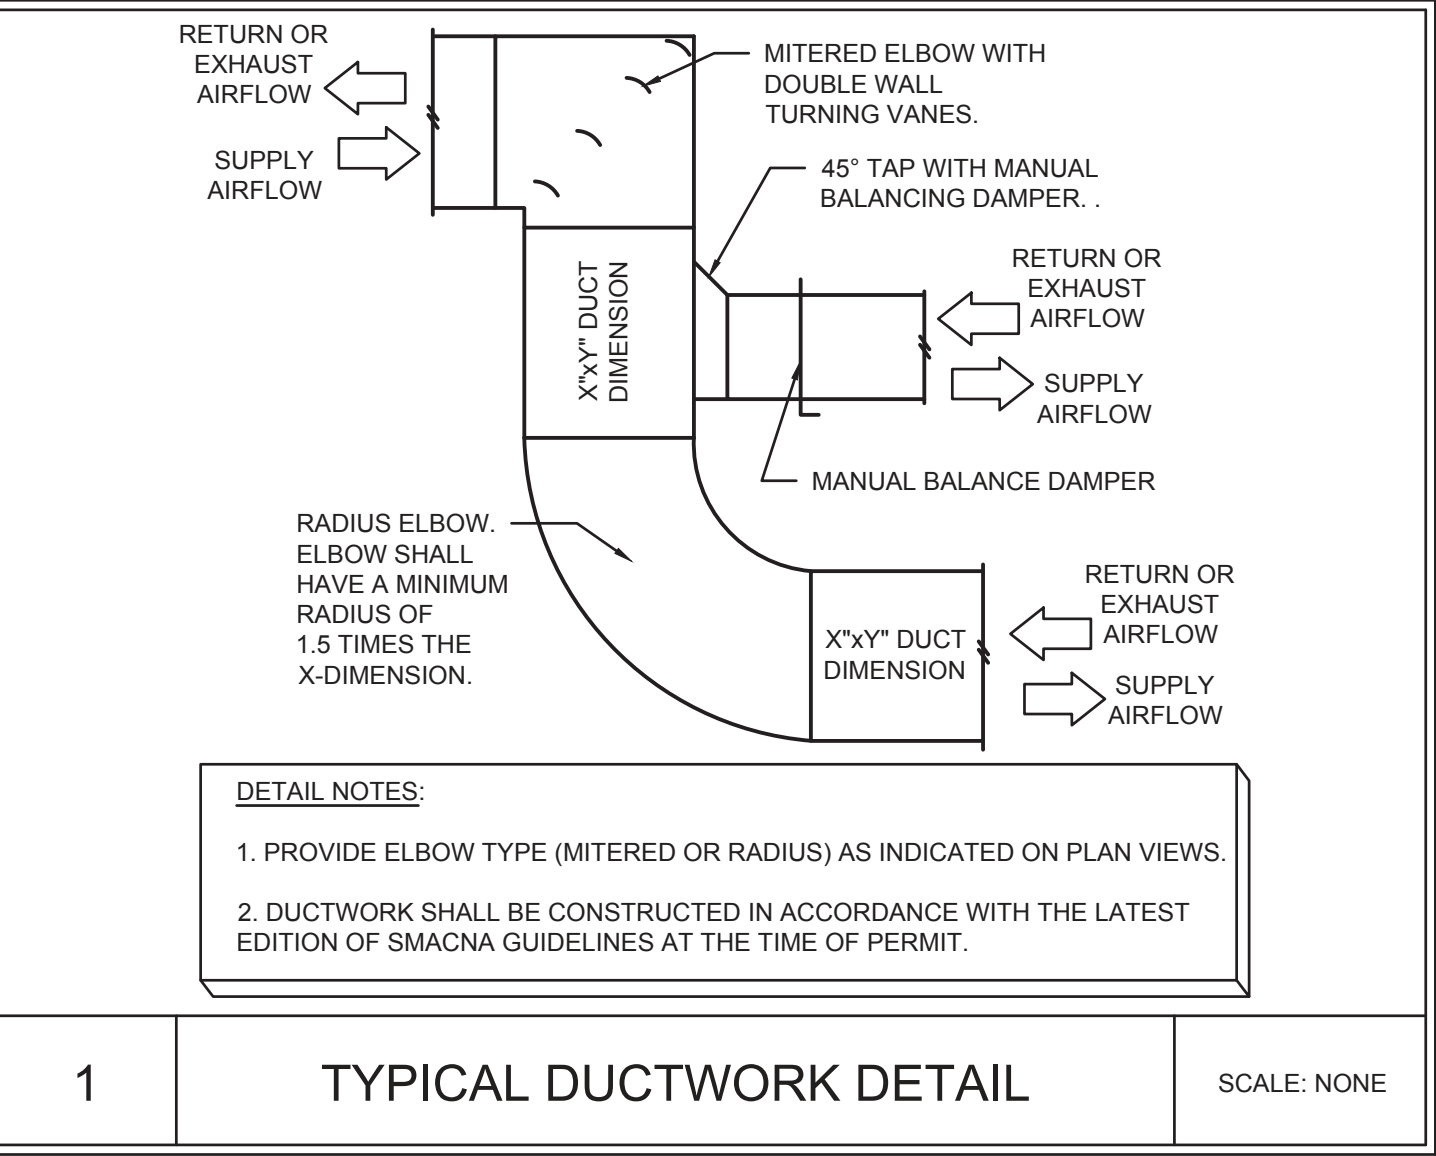 RETURN OR
EXHAUST
AIRFLOW
SUPPLY
AIRFLOW
MITERED ELBOW WITH
DOUBLE WALL
TURNING VANES.
45° TAP WITH MANUAL
BALANCING DAMPER. .
RETURN OR
EXHAUST
AIRFLOW
SUPPLY
AIRFLOW
X"xY" DUCT
DIMENSION
MANUAL BALANCE DAMPER
RADIUS ELBOW.
ELBOW SHALL
HAVE A MINIMUM
RADIUS OF
1.5 TIMES THE
X-DIMENSION.
X"xY" DUCT
DIMENSION
RETURN OR
EXHAUST
AIRFLOW
SUPPLY
AIRFLOW
DETAIL NOTES:
1. PROVIDE ELBOW TYPE (MITERED OR RADIUS) AS INDICATED ON PLAN VIEWS.
2. DUCTWORK SHALL BE CONSTRUCTED IN ACCORDANCE WITH THE LATEST
EDITION OF SMACNA GUIDELINES AT THE TIME OF PERMIT.
1
TYPICAL DUCTWORK DETAIL
SCALE: NONE